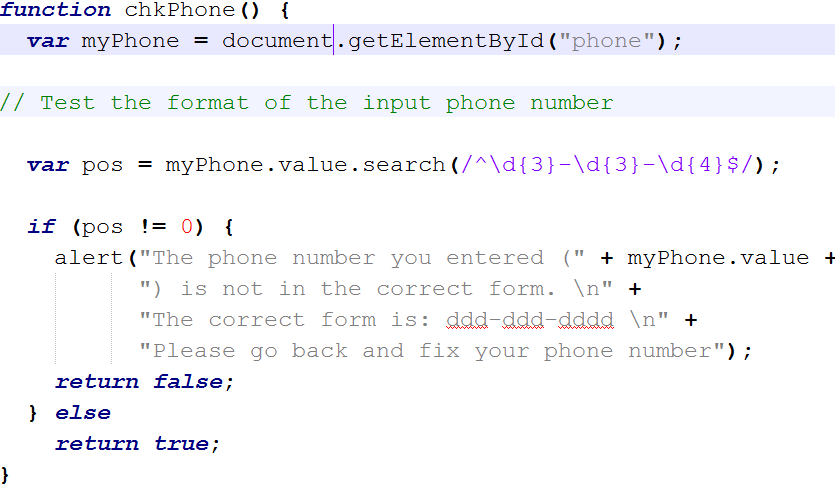 function chkPhone() {
var myPhone = document.getElementById("phone");
// Test the format of the input phone number
var pos = myPhone.value.search(/^\d{3}-\d{3}-\d{4}$/);
if (pos != 0) {
alert("The phone number you entered (" + myPhone.value +
") is not in the correct form. \n" +
"The correct form is: ddd-ddd-dddd \n" +
"Please go back and fix your phone number");
return false;
} else
return true;
}